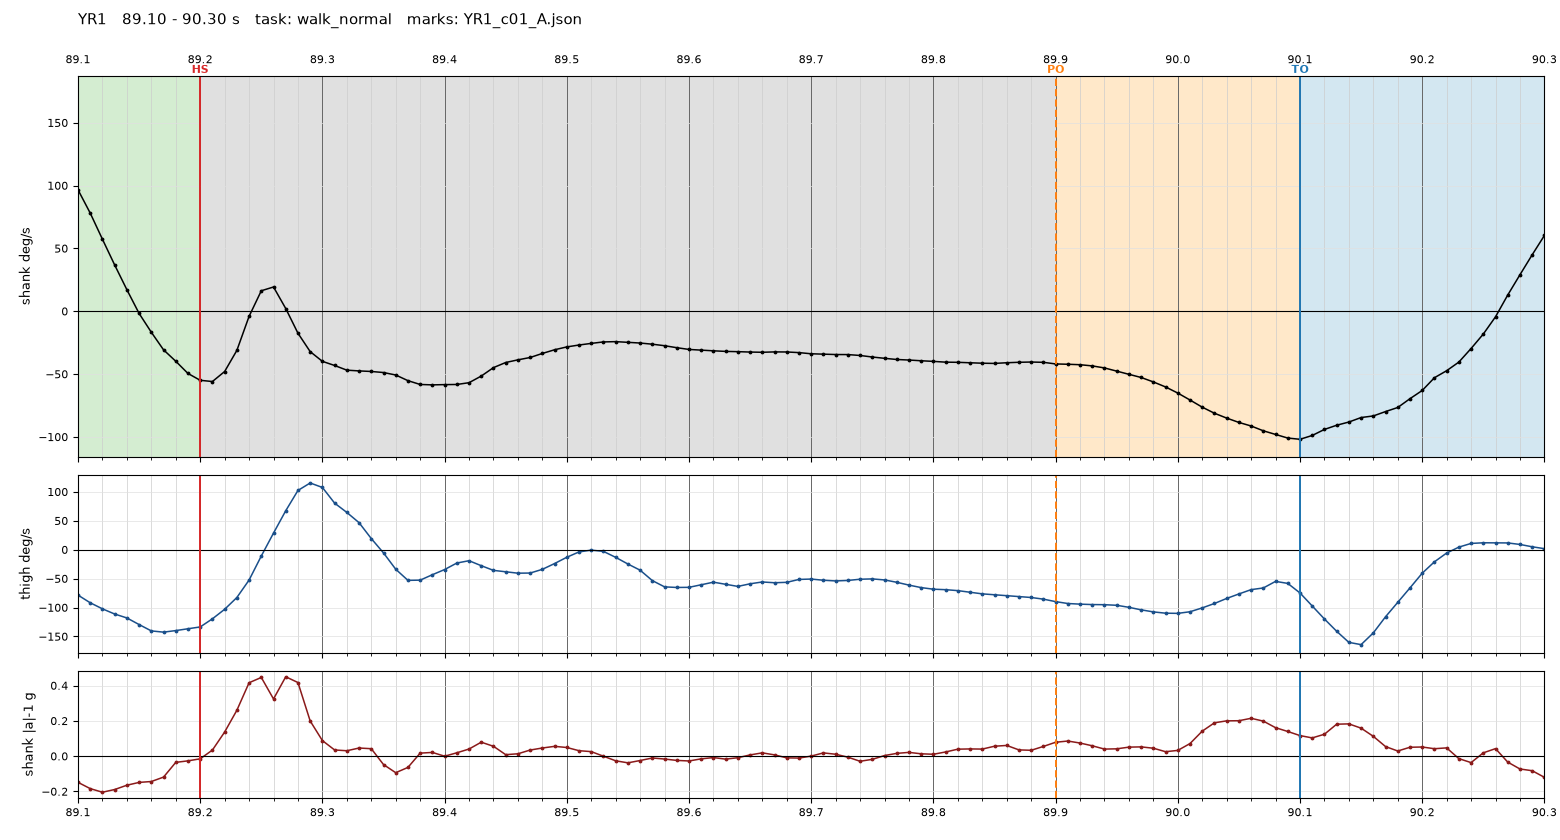 YR1   89.10 - 90.30 s   task: walk_normal   marks: YR1_c01_A.json
89.1 89.2 89.3 89.4 89.5 89.6 89.7 89.8 89.9 90.0 90.1 90.2 90.3
HS PO TO
150
100
50
0
−50
−100
shank deg/s
100
50
0
−50
−100
−150
thigh deg/s
0.4
0.2
0.0
−0.2
shank |a|-1 g
89.1 89.2 89.3 89.4 89.5 89.6 89.7 89.8 89.9 90.0 90.1 90.2 90.3